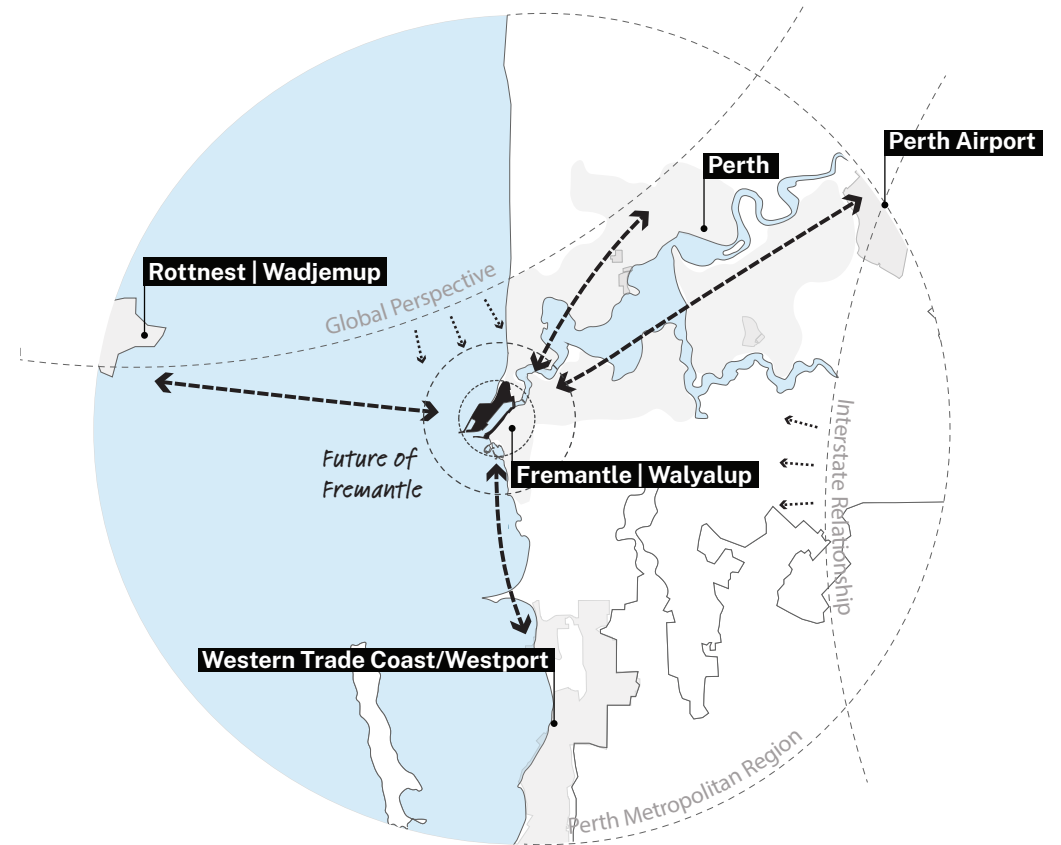 Perth Airport
Perth
Rottnest | Wadjemup
Global Perspective
Interstate Relationship
Future of
Fremantle
Fremantle | Walyalup
Western Trade Coast/Westport
Perth Metropolitan Region